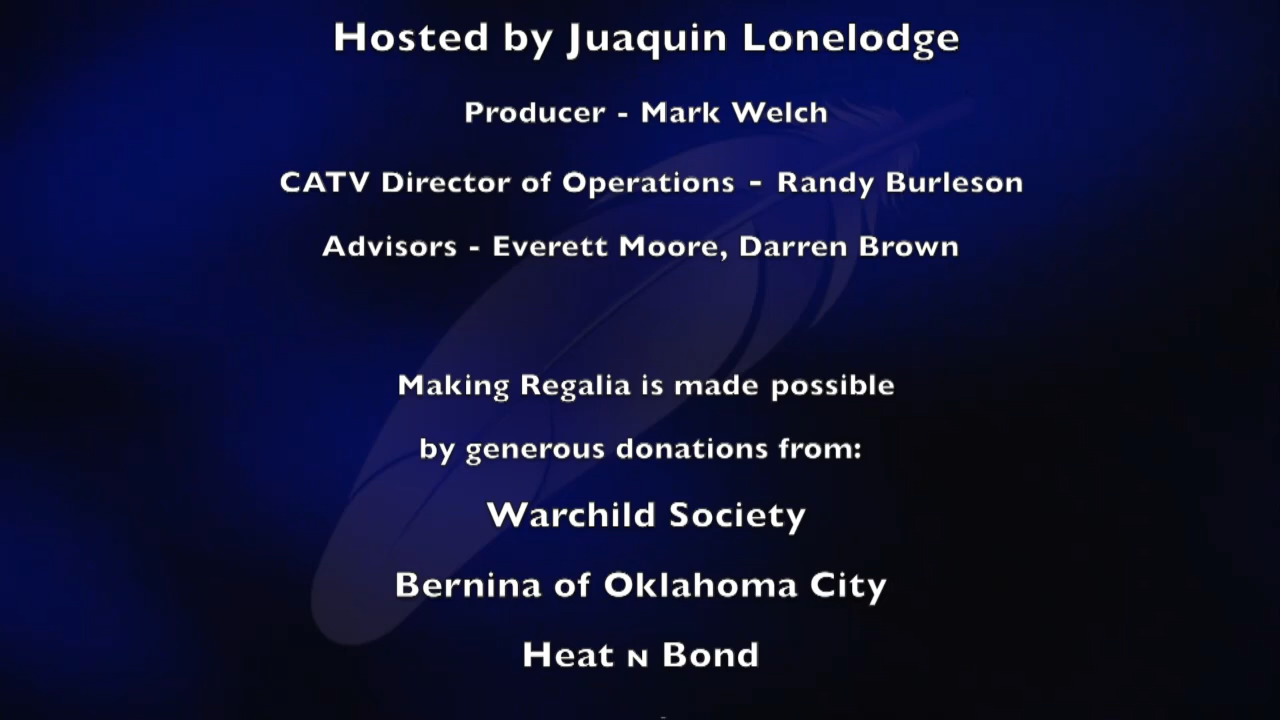 Hosted by Juaquin Lonelodge
Producer - Mark Welch
CATV Director of Operations - Randy Burleson
Advisors - Everett Moore, Darren Brown
Making Regalia is made possible
by generous donations from:
Warchild Society
Bernina of Oklahoma City
Heat N Bond